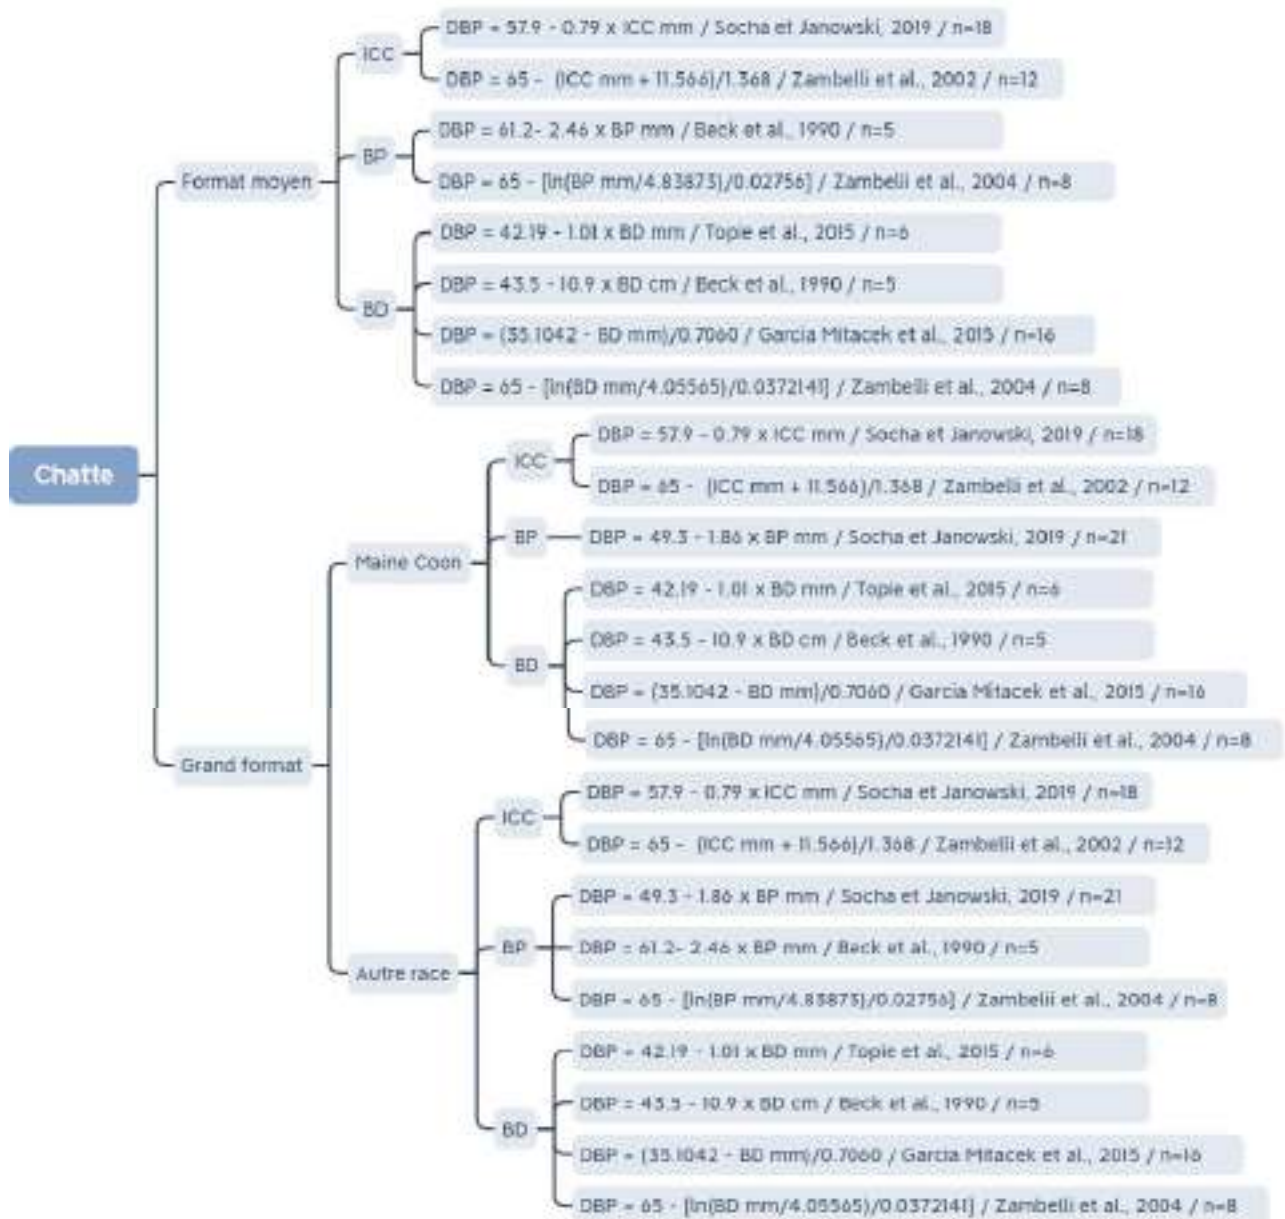 Chatte
Format moyen
ICC
DBP = 57.9 - 0.79 x ICC mm / Socha et Janowski, 2019 / n=18
DBP = 65 - (ICC mm + 11.566)/1.368 / Zambelli et al., 2002 / n=12
BP
DBP = 61.2- 2.46 x BP mm / Beck et al., 1990 / n=5
DBP = 65 - [ln(BP mm/4.83873)/0.02756] / Zambelli et al., 2004 / n=8
BD
DBP = 42.19 - 1.01 x BD mm / Topie et al., 2015 / n=6
DBP = 43.5 - 10.9 x BD cm / Beck et al., 1990 / n=5
DBP = (35.1042 - BD mm)/0.7060 / Garcia Mitacek et al., 2015 / n=16
DBP = 65 - [ln(BD mm/4.05565)/0.0372141] / Zambelli et al., 2004 / n=8
Grand format
Maine Coon
ICC
DBP = 57.9 - 0.79 x ICC mm / Socha et Janowski, 2019 / n=18
DBP = 65 - (ICC mm + 11.566)/1.368 / Zambelli et al., 2002 / n=12
BP
DBP = 49.3 - 1.86 x BP mm / Socha et Janowski, 2019 / n=21
BD
DBP = 42.19 - 1.01 x BD mm / Topie et al., 2015 / n=6
DBP = 43.5 - 10.9 x BD cm / Beck et al., 1990 / n=5
DBP = (35.1042 - BD mm)/0.7060 / Garcia Mitacek et al., 2015 / n=16
DBP = 65 - [ln(BD mm/4.05565)/0.0372141] / Zambelli et al., 2004 / n=8
Autre race
ICC
DBP = 57.9 - 0.79 x ICC mm / Socha et Janowski, 2019 / n=18
DBP = 65 - (ICC mm + 11.566)/1.368 / Zambelli et al., 2002 / n=12
BP
DBP = 49.3 - 1.86 x BP mm / Socha et Janowski, 2019 / n=21
DBP = 61.2- 2.46 x BP mm / Beck et al., 1990 / n=5
DBP = 65 - [ln(BP mm/4.83873)/0.02756] / Zambelli et al., 2004 / n=8
BD
DBP = 42.19 - 1.01 x BD mm / Topie et al., 2015 / n=6
DBP = 43.5 - 10.9 x BD cm / Beck et al., 1990 / n=5
DBP = (35.1042 - BD mm)/0.7060 / Garcia Mitacek et al., 2015 / n=16
DBP = 65 - [ln(BD mm/4.05565)/0.0372141] / Zambelli et al., 2004 / n=8